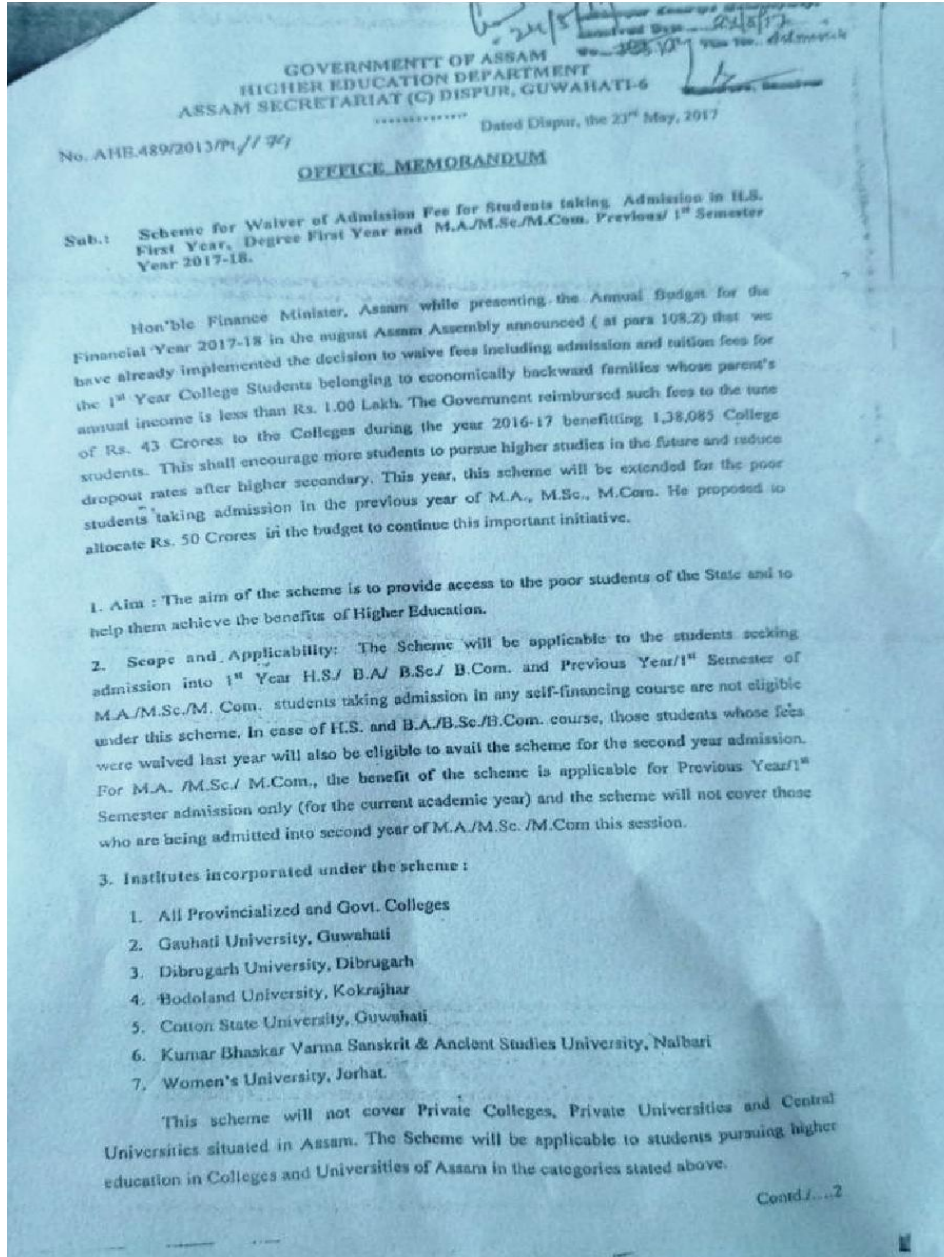 24/5/17
22/5/17
GOVERNMENTT OF ASSAM
HIGHER EDUCATION DEPARTMENT
ASSAM SECRETARIAT (C) DISPUR, GUWAHATI-6
No. AHE.489/2013/Pt/
Dated Dispur, the 23rd May, 2017
OFFFICE MEMORANDUM
Sub.: Scheme for Waiver of Admission Fee for Students taking Admission in H.S.
First Year, Degree First Year and M.A./M.Sc./M.Com. Previous/ 1st Semester
Year 2017-18.
Hon'ble Finance Minister, Assam while presenting the Annual Budget for the
Financial Year 2017-18 in the august Assam Assembly announced ( at para 108.2) that we
have already implemented the decision to waive fees including admission and tuition fees for
the 1st Year College Students belonging to economically backward families whose parent's
annual income is less than Rs. 1.00 Lakh. The Government reimbursed such fees to the tune
of Rs. 43 Crores to the Colleges during the year 2016-17 benefitting 1,38,085 College
students. This shall encourage more students to pursue higher studies in the future and reduce
dropout rates after higher secondary. This year, this scheme will be extended for the poor
students taking admission in the previous year of M.A., M.Sc., M.Com. He proposed to
allocate Rs. 50 Crores in the budget to continue this important initiative.
1. Aim : The aim of the scheme is to provide access to the poor students of the State and to
help them achieve the benefits of Higher Education.
2. Scope and Applicability: The Scheme will be applicable to the students seeking
admission into 1st Year H.S./ B.A/ B.Sc/ B.Com. and Previous Year/1st Semester of
M.A./M.Sc./M. Com. students taking admission in any self-financing course are not eligible
under this scheme. In case of H.S. and B.A./B.Sc./B.Com. course, those students whose fees
were waived last year will also be eligible to avail the scheme for the second year admission.
For M.A. /M.Sc./ M.Com., the benefit of the scheme is applicable for Previous Year/1st
Semester admission only (for the current academic year) and the scheme will not cover those
who are being admitted into second year of M.A./M.Sc. /M.Com this session.
3. Institutes incorporated under the scheme :
1. All Provincialized and Govt. Colleges
2. Gauhati University, Guwahati
3. Dibrugarh University, Dibrugarh
4. Bodoland University, Kokrajhar
5. Cotton State University, Guwahati
6. Kumar Bhaskar Varma Sanskrit & Ancient Studies University, Nalbari
7. Women's University, Jorhat.
This scheme will not cover Private Colleges, Private Universities and Central
Universities situated in Assam. The Scheme will be applicable to students pursuing higher
education in Colleges and Universities of Assam in the categories stated above.
Contd./....2